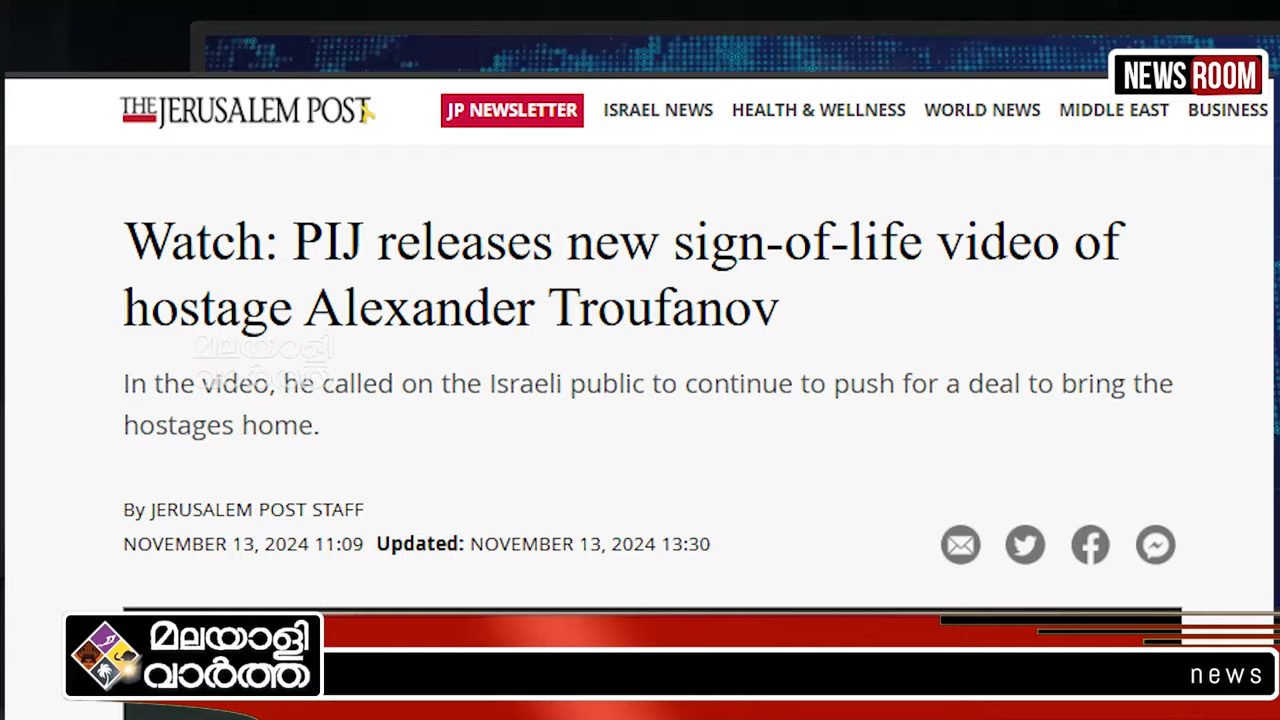 NEWS ROOM
THE JERUSALEM POST
JP NEWSLETTER ISRAEL NEWS HEALTH & WELLNESS WORLD NEWS MIDDLE EAST BUSINESS
Watch: PIJ releases new sign-of-life video of
hostage Alexander Troufanov
മലയാളി
വാർത്ത
In the video, he called on the Israeli public to continue to push for a deal to bring the
hostages home.
By JERUSALEM POST STAFF
NOVEMBER 13, 2024 11:09 Updated: NOVEMBER 13, 2024 13:30
മലയാളി
വാർത്ത
news